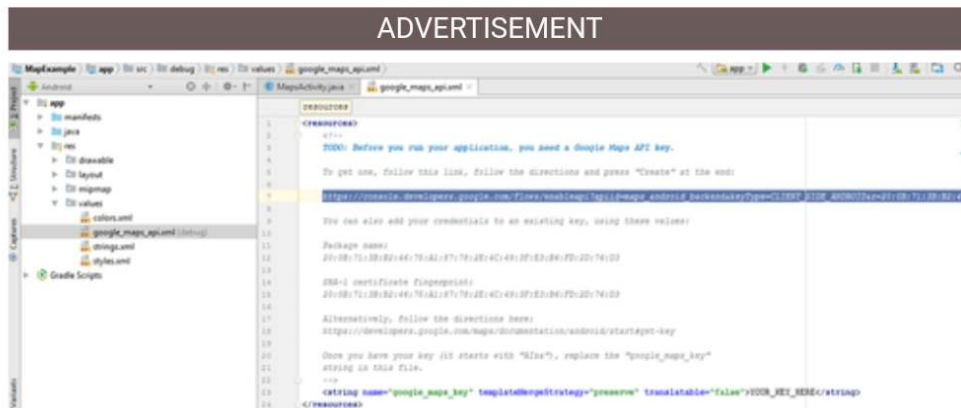 ADVERTISEMENT
MapExample app src debug res values google_maps_api.xml app
Android MapsActivity.java google_maps_api.xml
1: Project
app
manifests
java
res
drawable
layout
mipmap
values
colors.xml
google_maps_api.xml (debug)
strings.xml
styles.xml
Gradle Scripts
Structure
Captures
Variants
resources
<resources>
<!--
TODO: Before you run your application, you need a Google Maps API key.
To get one, follow this link, follow the directions and press "Create" at the end:
You can also add your credentials to an existing key, using these values:
Package name:
SHA-1 certificate fingerprint:
Alternatively, follow the directions here:
https://developers.google.com/maps/documentation/android/start#get-key
Once you have your key (it starts with "AIza"), replace the "google_maps_key"
string in this file.
-->
<string name="google_maps_key" templateMergeStrategy="preserve" translatable="false">YOUR_KEY_HERE</string>
</resources>